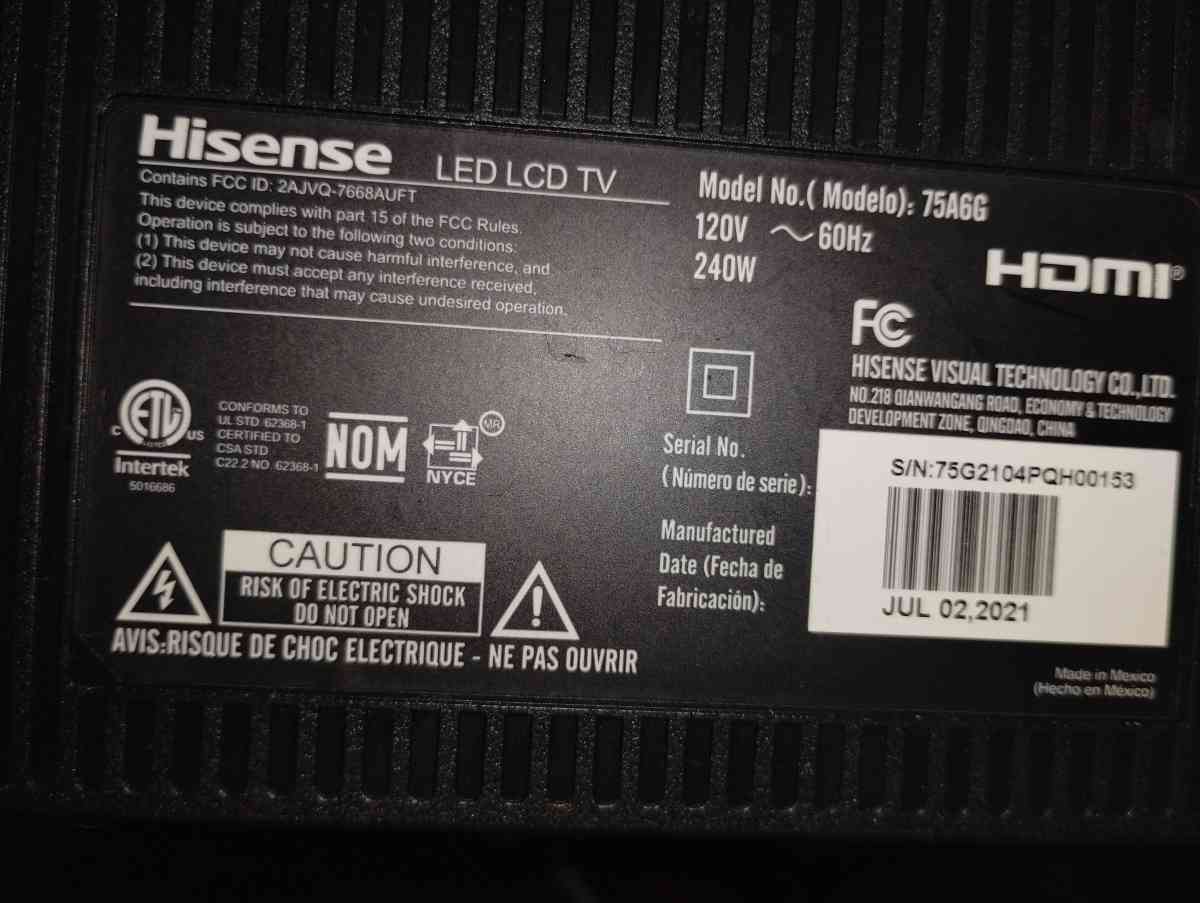 Hisense LED LCD TV
Contains FCC ID: 2AJVQ-7668AUFT
This device complies with part 15 of the FCC Rules.
Operation is subject to the following two conditions:
(1) This device may not cause harmful interference, and
(2) This device must accept any interference received,
including interference that may cause undesired operation.
Model No.( Modelo): 75A6G
120V ～ 60Hz
240W
HDMI®
FC
HISENSE VISUAL TECHNOLOGY CO.,LTD.
NO.218 QIANWANGANG ROAD, ECONOMY & TECHNOLOGY
DEVELOPMENT ZONE, QINGDAO, CHINA
ETL
C US
Intertek
5016686
CONFORMS TO
UL STD 62368-1
CERTIFIED TO
CSA STD
C22.2 NO. 62368-1
NOM
MR
NYCE
Serial No.
(Número de serie):
S/N:75G2104PQH00153
Manufactured
Date (Fecha de
Fabricación):
JUL 02,2021
CAUTION
RISK OF ELECTRIC SHOCK
DO NOT OPEN
AVIS:RISQUE DE CHOC ELECTRIQUE - NE PAS OUVRIR
Made in Mexico
(Hecho en México)